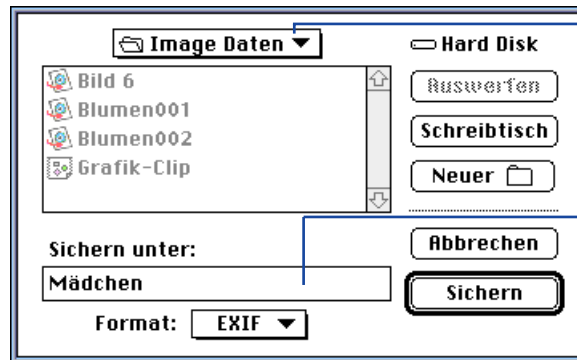 Image Daten
Hard Disk
Bild 6
Blumen001
Blumen002
Grafik-Clip
Auswerfen
Schreibtisch
Neuer
Sichern unter:
Mädchen
Abbrechen
Sichern
Format: EXIF